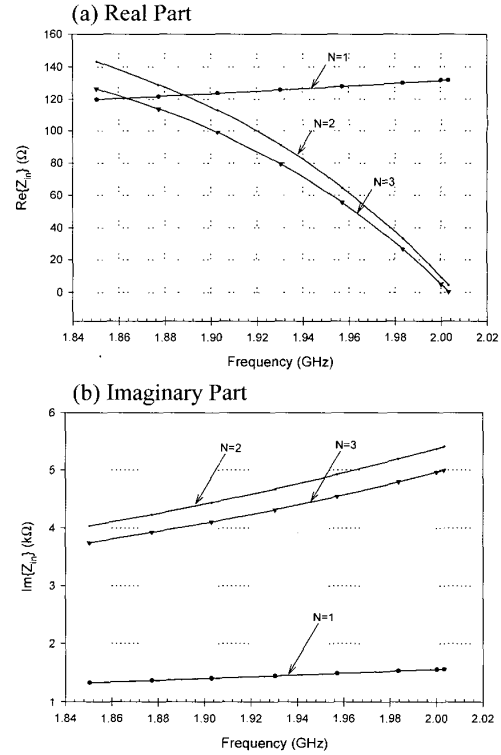 (a) Real Part
160
140
120
100
80
60
40
20
0
Re{Zin} (Ω)
N=1
N=2
N=3
1.84 1.86 1.88 1.90 1.92 1.94 1.96 1.98 2.00 2.02
Frequency (GHz)
(b) Imaginary Part
6
5
4
3
2
1
Im{Zin} (kΩ)
N=2
N=3
N=1
1.84 1.86 1.88 1.90 1.92 1.94 1.96 1.98 2.00 2.02
Frequency (GHz)